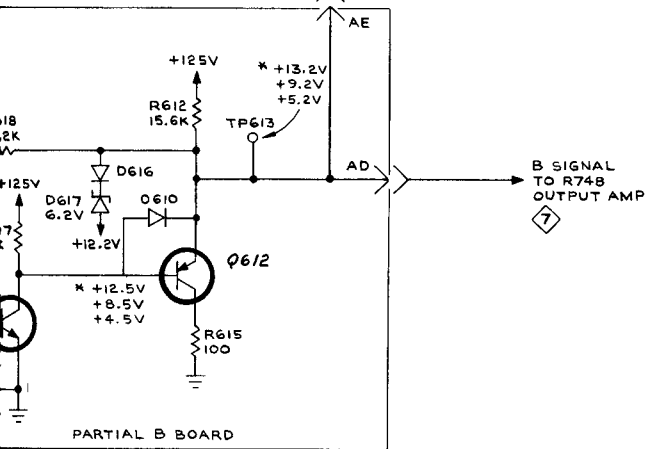 AE
+125V
* +13.2V
+9.2V
+5.2V
R612
15.6K
TP613
618
.2K
D616
AD
B SIGNAL
TO R748
OUTPUT AMP
7
+125V
D617
6.2V
D610
+12.2V
Q612
* +12.5V
+8.5V
+4.5V
R615
100
PARTIAL B BOARD